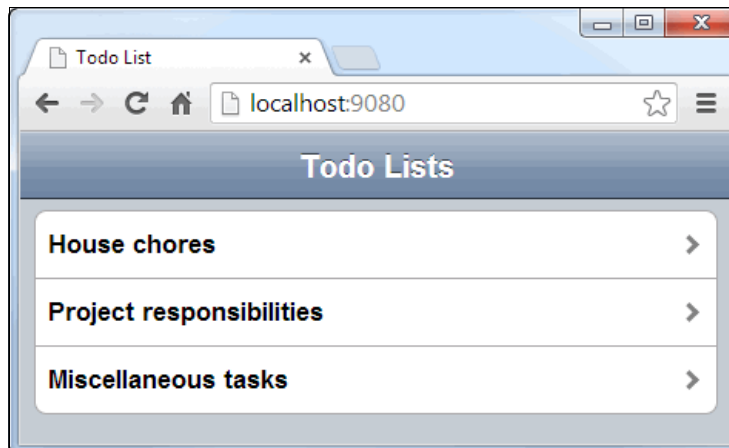 Todo List
localhost:9080
Todo Lists
House chores
Project responsibilities
Miscellaneous tasks